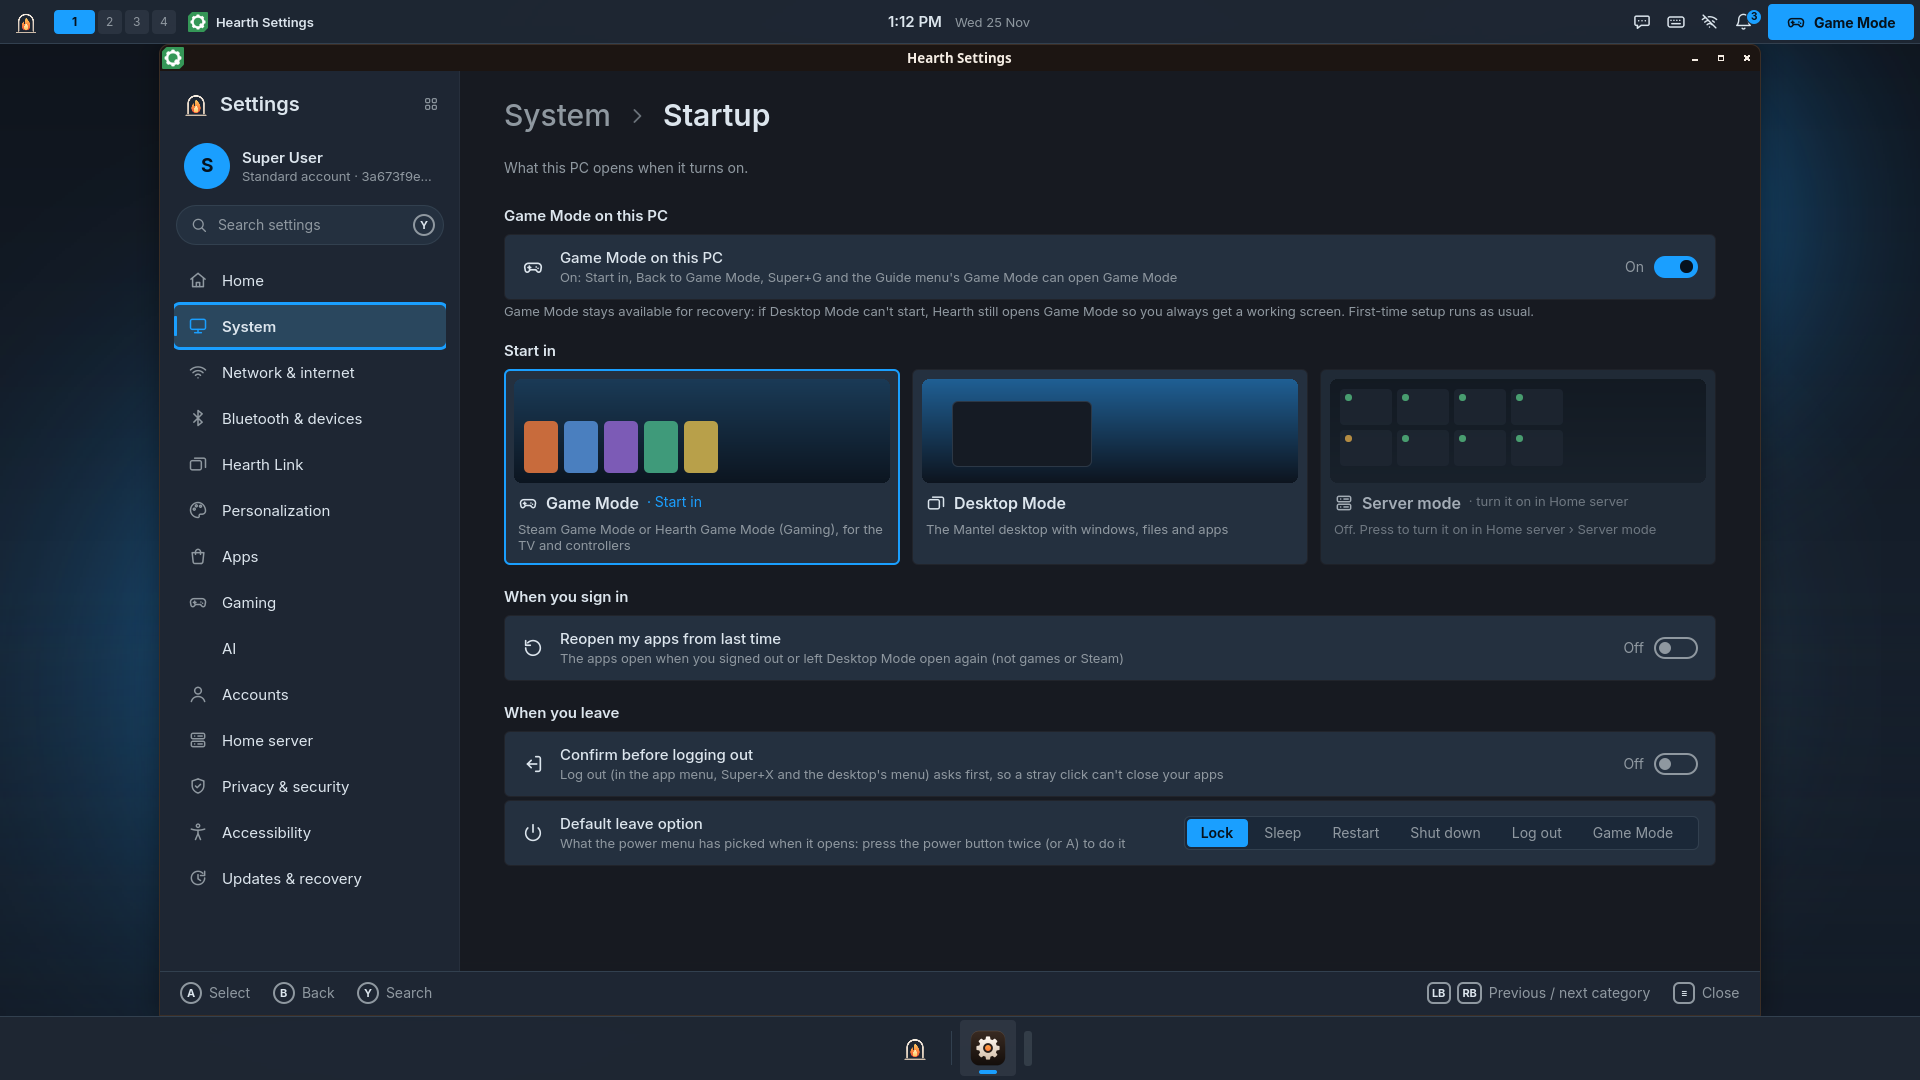 1 2 3 4 Hearth Settings
1:12 PM Wed 25 Nov
3 Game Mode
Hearth Settings
Settings
S
Super User
Standard account · 3a673f9e...
Search settings Y
Home
System
Network & internet
Bluetooth & devices
Hearth Link
Personalization
Apps
Gaming
AI
Accounts
Home server
Privacy & security
Accessibility
Updates & recovery
System › Startup
What this PC opens when it turns on.
Game Mode on this PC
Game Mode on this PC
On: Start in, Back to Game Mode, Super+G and the Guide menu's Game Mode can open Game Mode
On
Game Mode stays available for recovery: if Desktop Mode can't start, Hearth still opens Game Mode so you always get a working screen. First-time setup runs as usual.
Start in
Game Mode · Start in
Steam Game Mode or Hearth Game Mode (Gaming), for the
TV and controllers
Desktop Mode
The Mantel desktop with windows, files and apps
Server mode · turn it on in Home server
Off. Press to turn it on in Home server › Server mode
When you sign in
Reopen my apps from last time
The apps open when you signed out or left Desktop Mode open again (not games or Steam)
Off
When you leave
Confirm before logging out
Log out (in the app menu, Super+X and the desktop's menu) asks first, so a stray click can't close your apps
Off
Default leave option
What the power menu has picked when it opens: press the power button twice (or A) to do it
Lock Sleep Restart Shut down Log out Game Mode
A Select B Back Y Search
LB RB Previous / next category ≡ Close